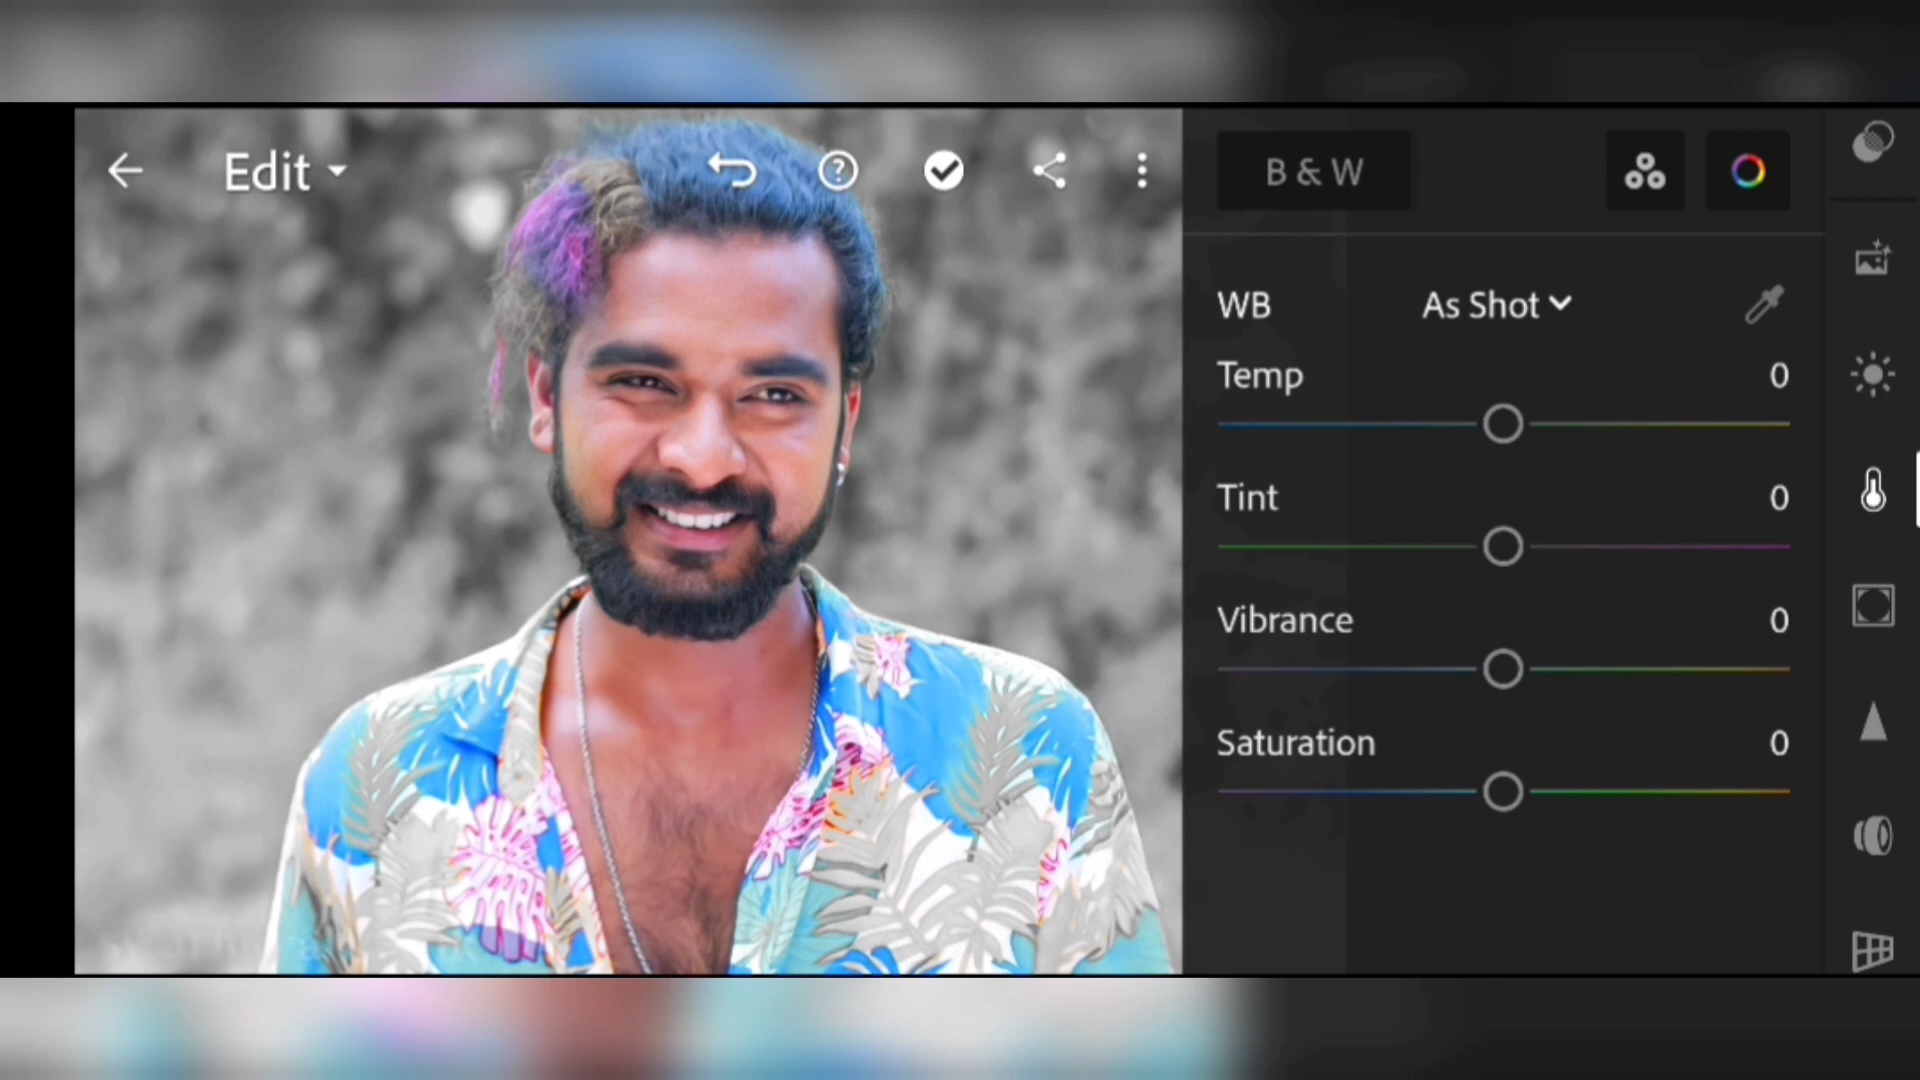 Edit
B & W
WB As Shot
Temp 0
Tint 0
Vibrance 0
Saturation 0